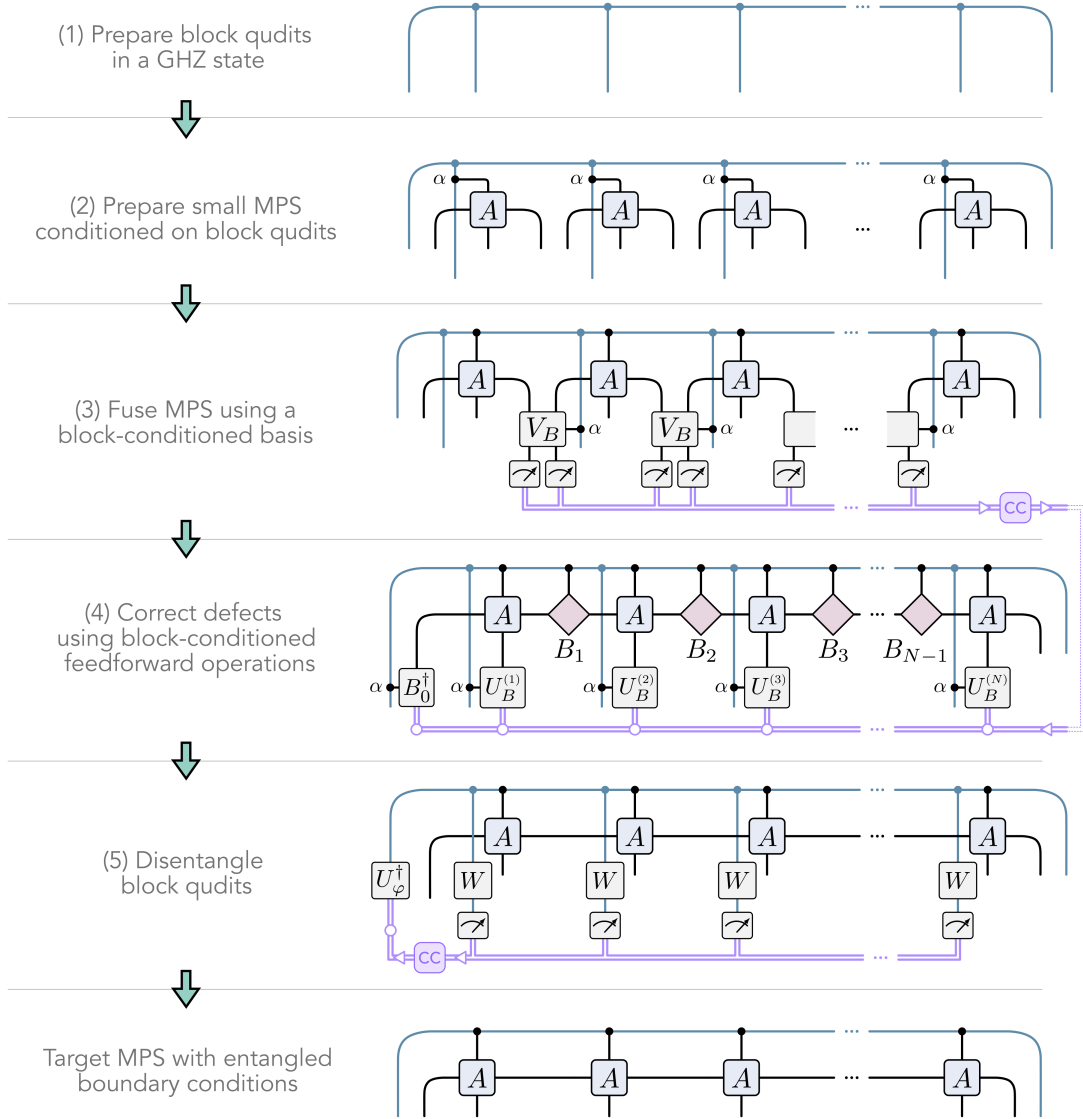 (1) Prepare block qudits
in a GHZ state
...
(2) Prepare small MPS
conditioned on block qudits
...
α α α α
A A A A
...
(3) Fuse MPS using a
block-conditioned basis
...
A A A A
V_B α V_B α ... α
... CC
(4) Correct defects
using block-conditioned
feedforward operations
...
A A A ... A
B_1 B_2 B_3 B_{N-1}
α B_0^† α U_B^{(1)} α U_B^{(2)} α U_B^{(3)} α U_B^{(N)}
...
(5) Disentangle
block qudits
...
A A A ... A
U_φ^† W W W W
CC ...
Target MPS with entangled
boundary conditions
...
A A A ... A